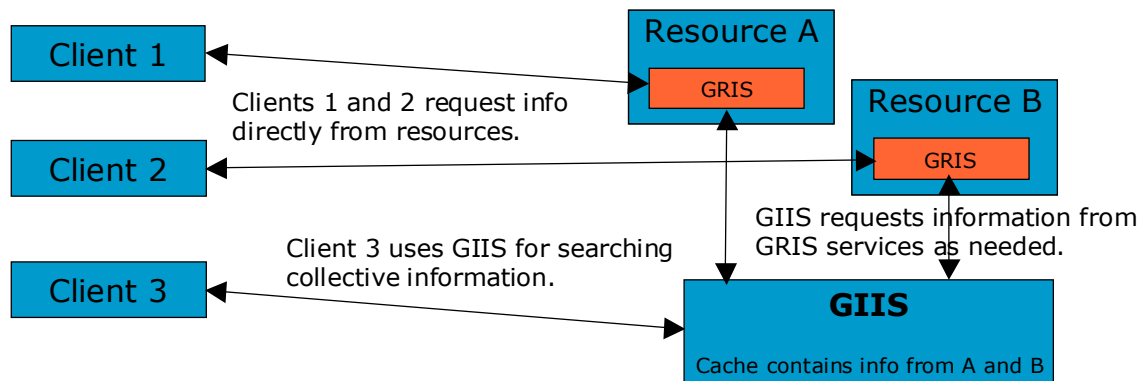 Client 1
Resource A
GRIS
Clients 1 and 2 request info
directly from resources.
Resource B
GRIS
Client 2
GIIS requests information from
GRIS services as needed.
Client 3 uses GIIS for searching
collective information.
Client 3
GIIS
Cache contains info from A and B